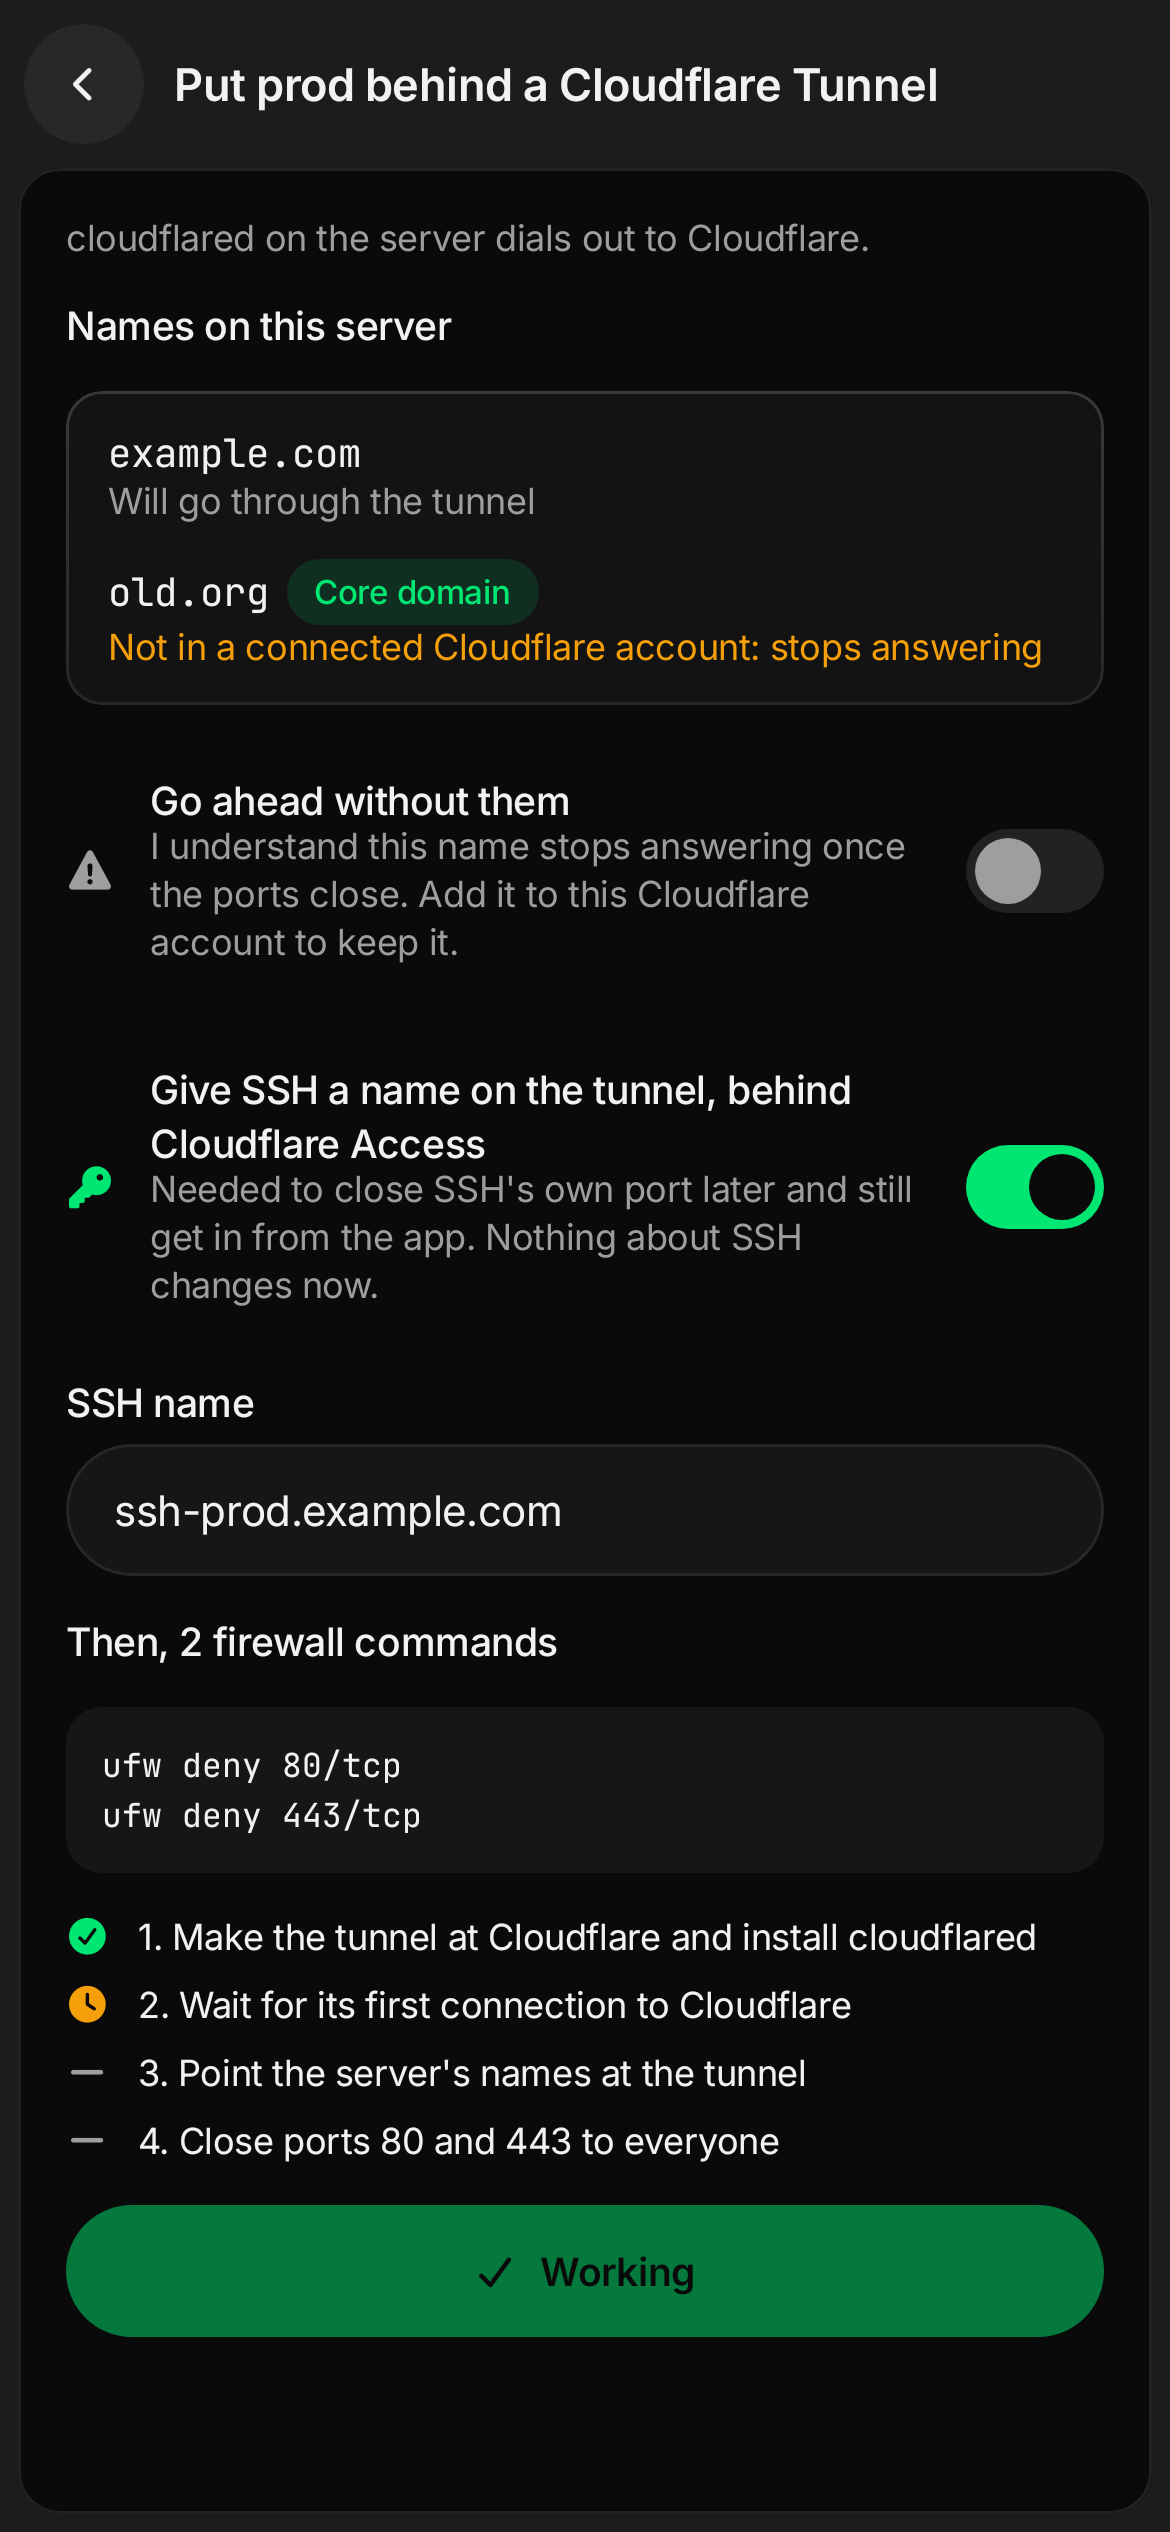 Put prod behind a Cloudflare Tunnel
cloudflared on the server dials out to Cloudflare.
Names on this server
example.com
Will go through the tunnel
old.org Core domain
Not in a connected Cloudflare account: stops answering
Go ahead without them
I understand this name stops answering once
the ports close. Add it to this Cloudflare
account to keep it.
Give SSH a name on the tunnel, behind
Cloudflare Access
Needed to close SSH's own port later and still
get in from the app. Nothing about SSH
changes now.
SSH name
ssh-prod.example.com
Then, 2 firewall commands
ufw deny 80/tcp
ufw deny 443/tcp
1. Make the tunnel at Cloudflare and install cloudflared
2. Wait for its first connection to Cloudflare
3. Point the server's names at the tunnel
4. Close ports 80 and 443 to everyone
Working